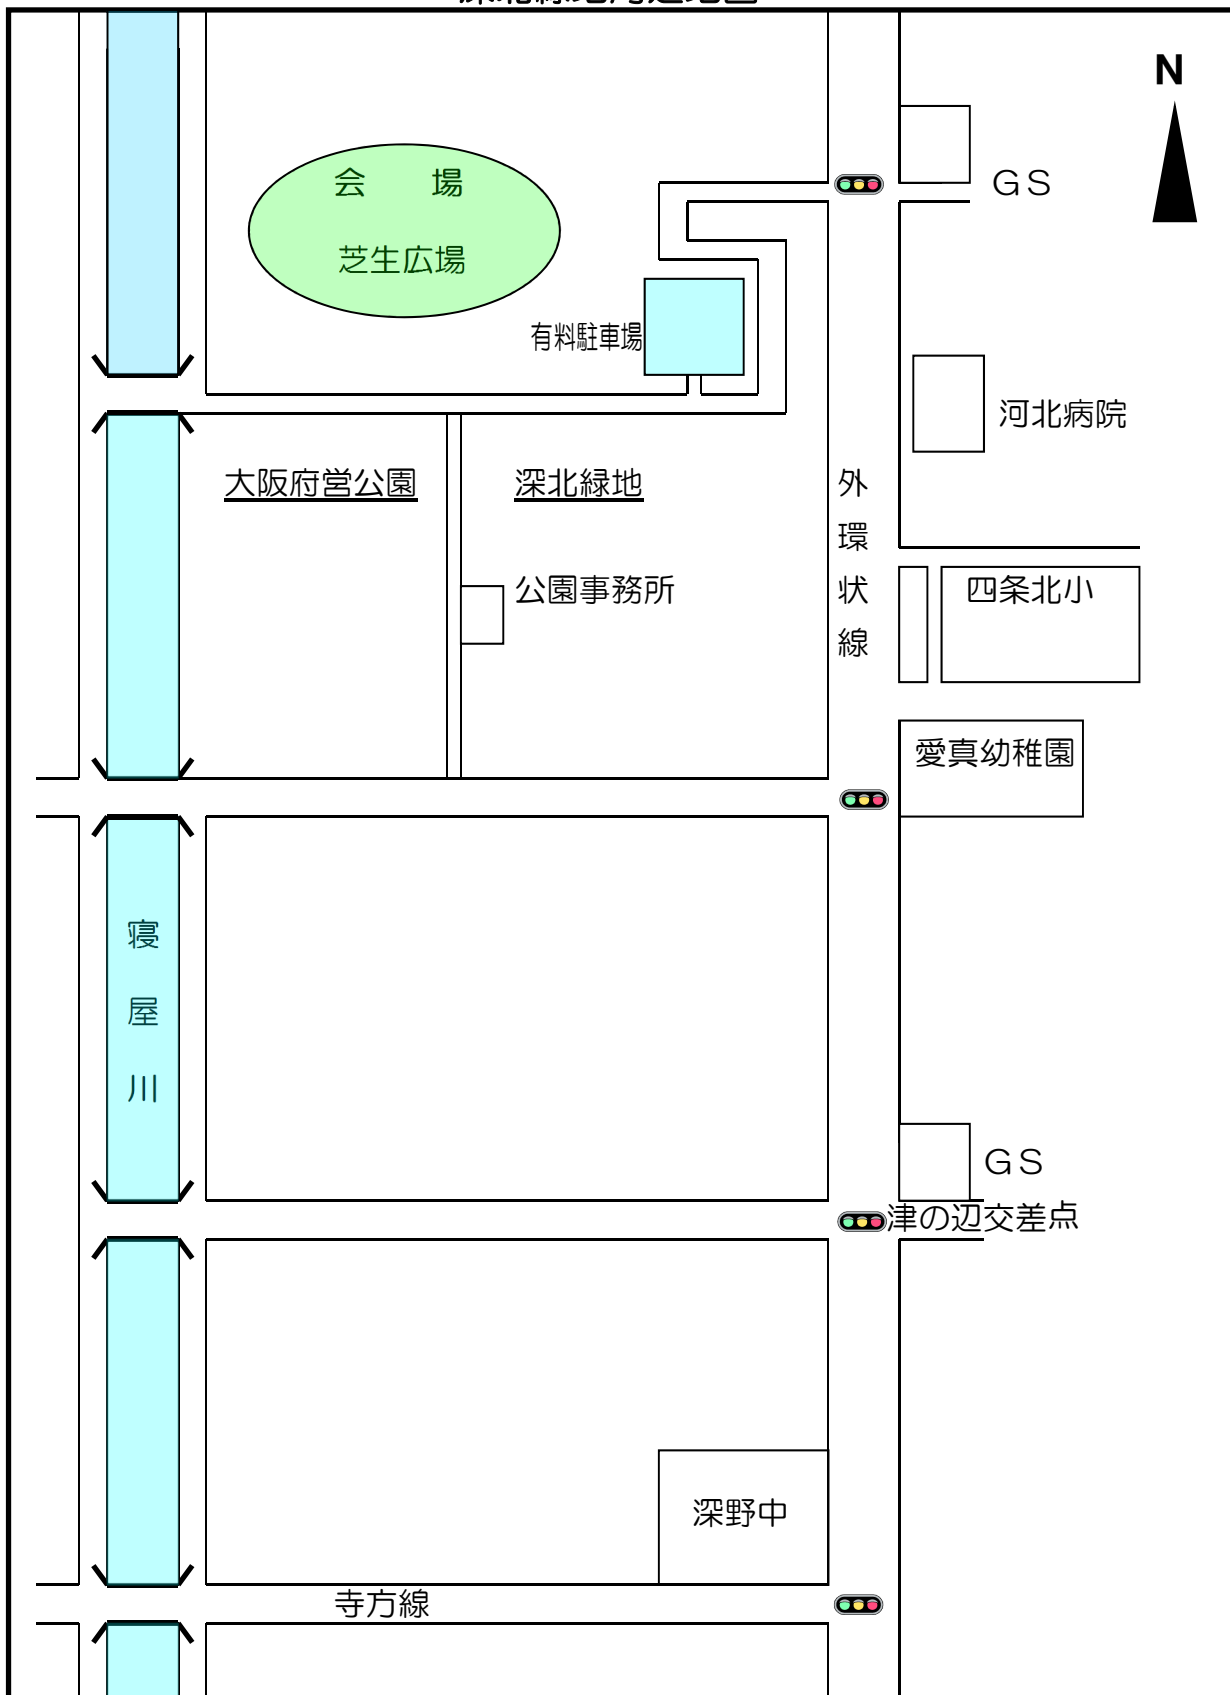 N
会 場
GS
芝生広場
有料駐車場
河北病院
大阪府営公園 深北緑地
外環状線
公園事務所
四条北小
愛真幼稚園
寝屋川
GS
津の辺交差点
深野中
寺方線